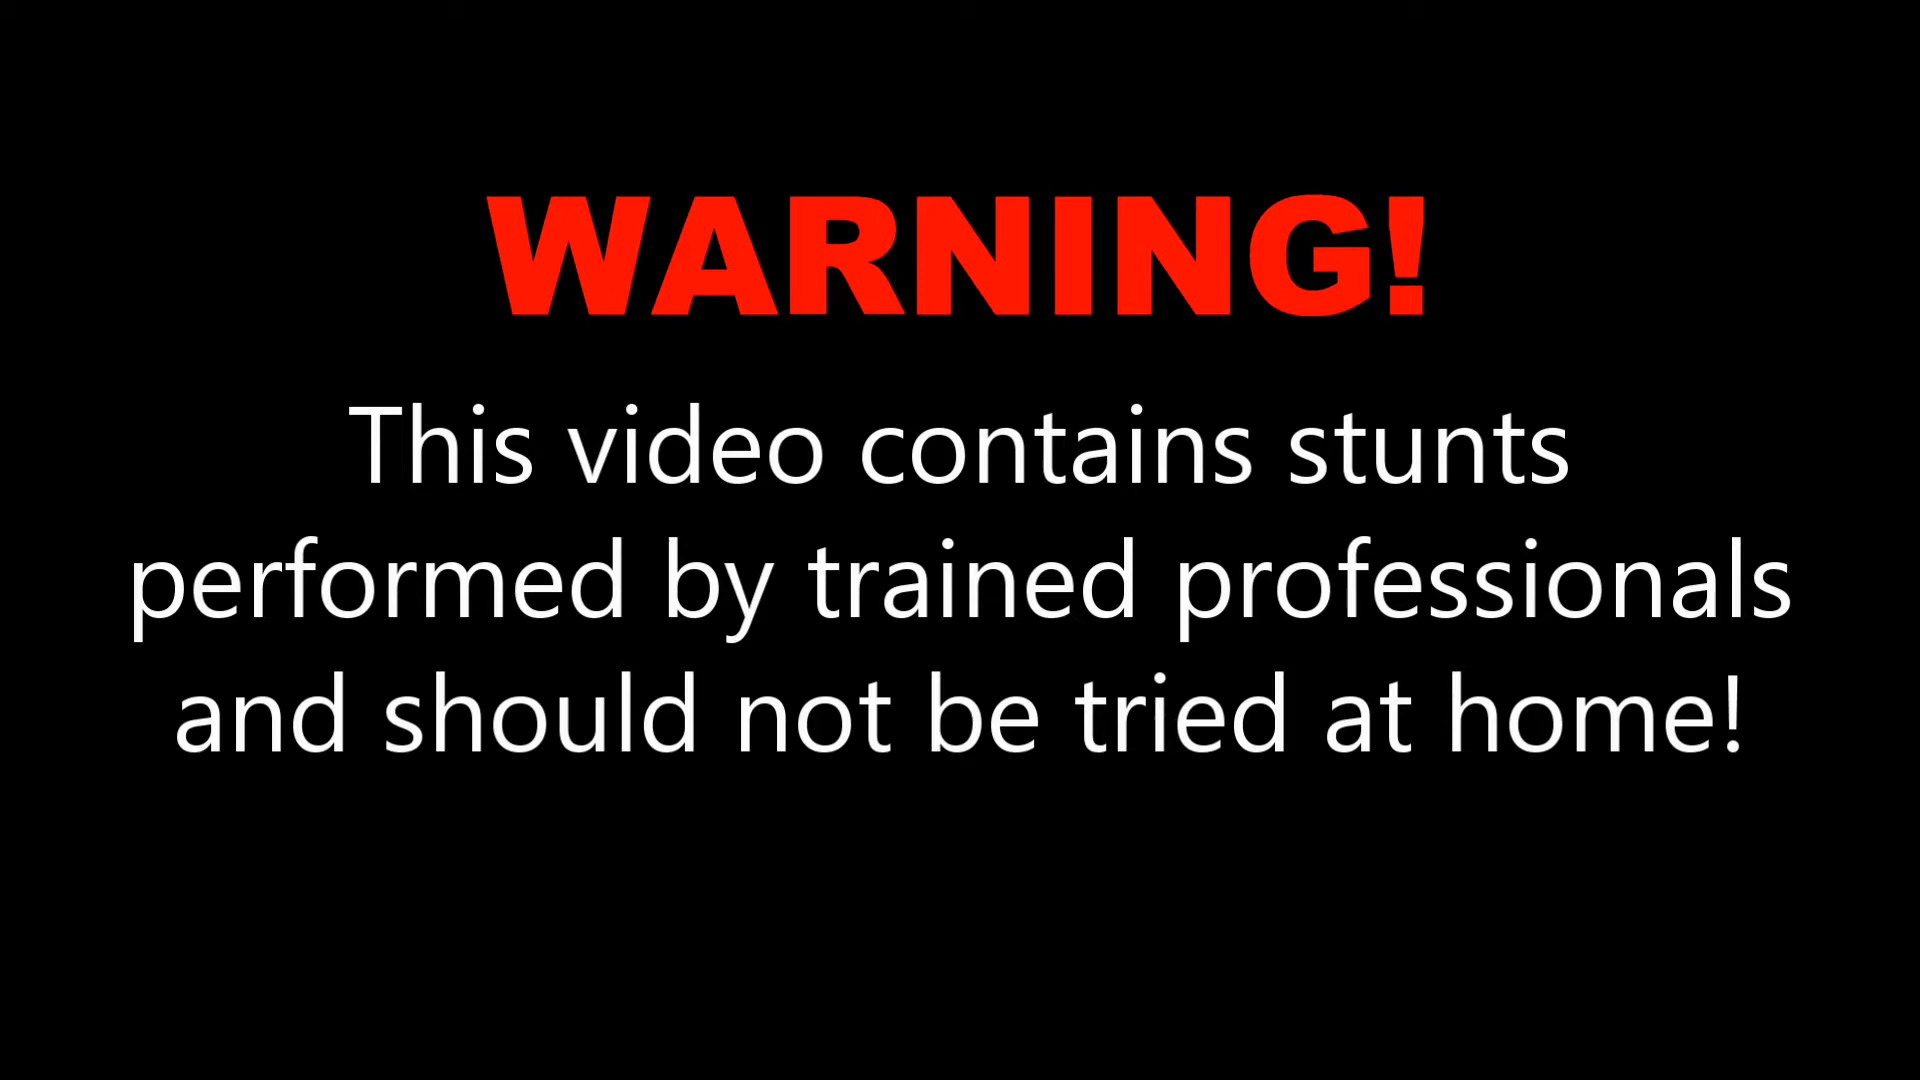 WARNING!
This video contains stunts
performed by trained professionals
and should not be tried at home!